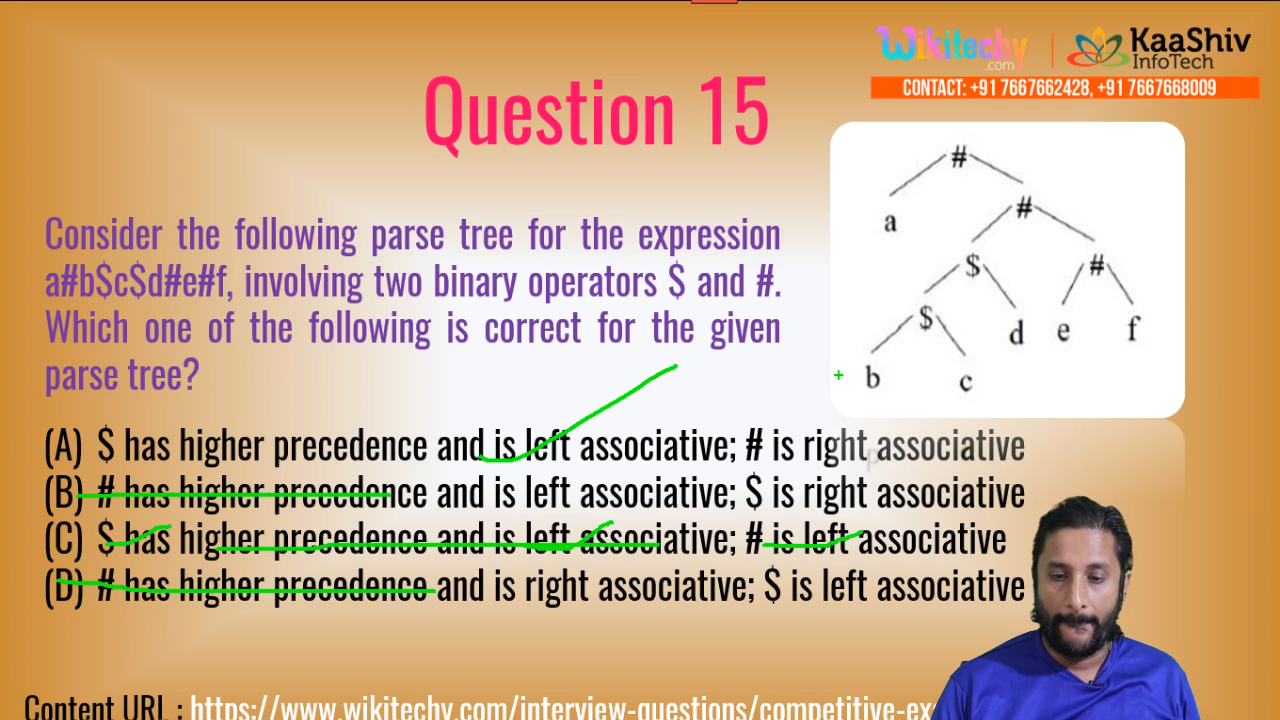 Wikitechy
.com
KaaShiv
InfoTech
CONTACT: +91 7667662428, +91 7667668009
Question 15
Consider the following parse tree for the expression
a#b$c$d#e#f, involving two binary operators $ and #.
Which one of the following is correct for the given
parse tree?
#
a
#
$
#
$
d
e
f
b
c
(A) $ has higher precedence and is left associative; # is right associative
(B) # has higher precedence and is left associative; $ is right associative
(C) $ has higher precedence and is left associative; # is left associative
(D) # has higher precedence and is right associative; $ is left associative
Content URL : https://www.wikitechy.com/interview-questions/competitive-ex